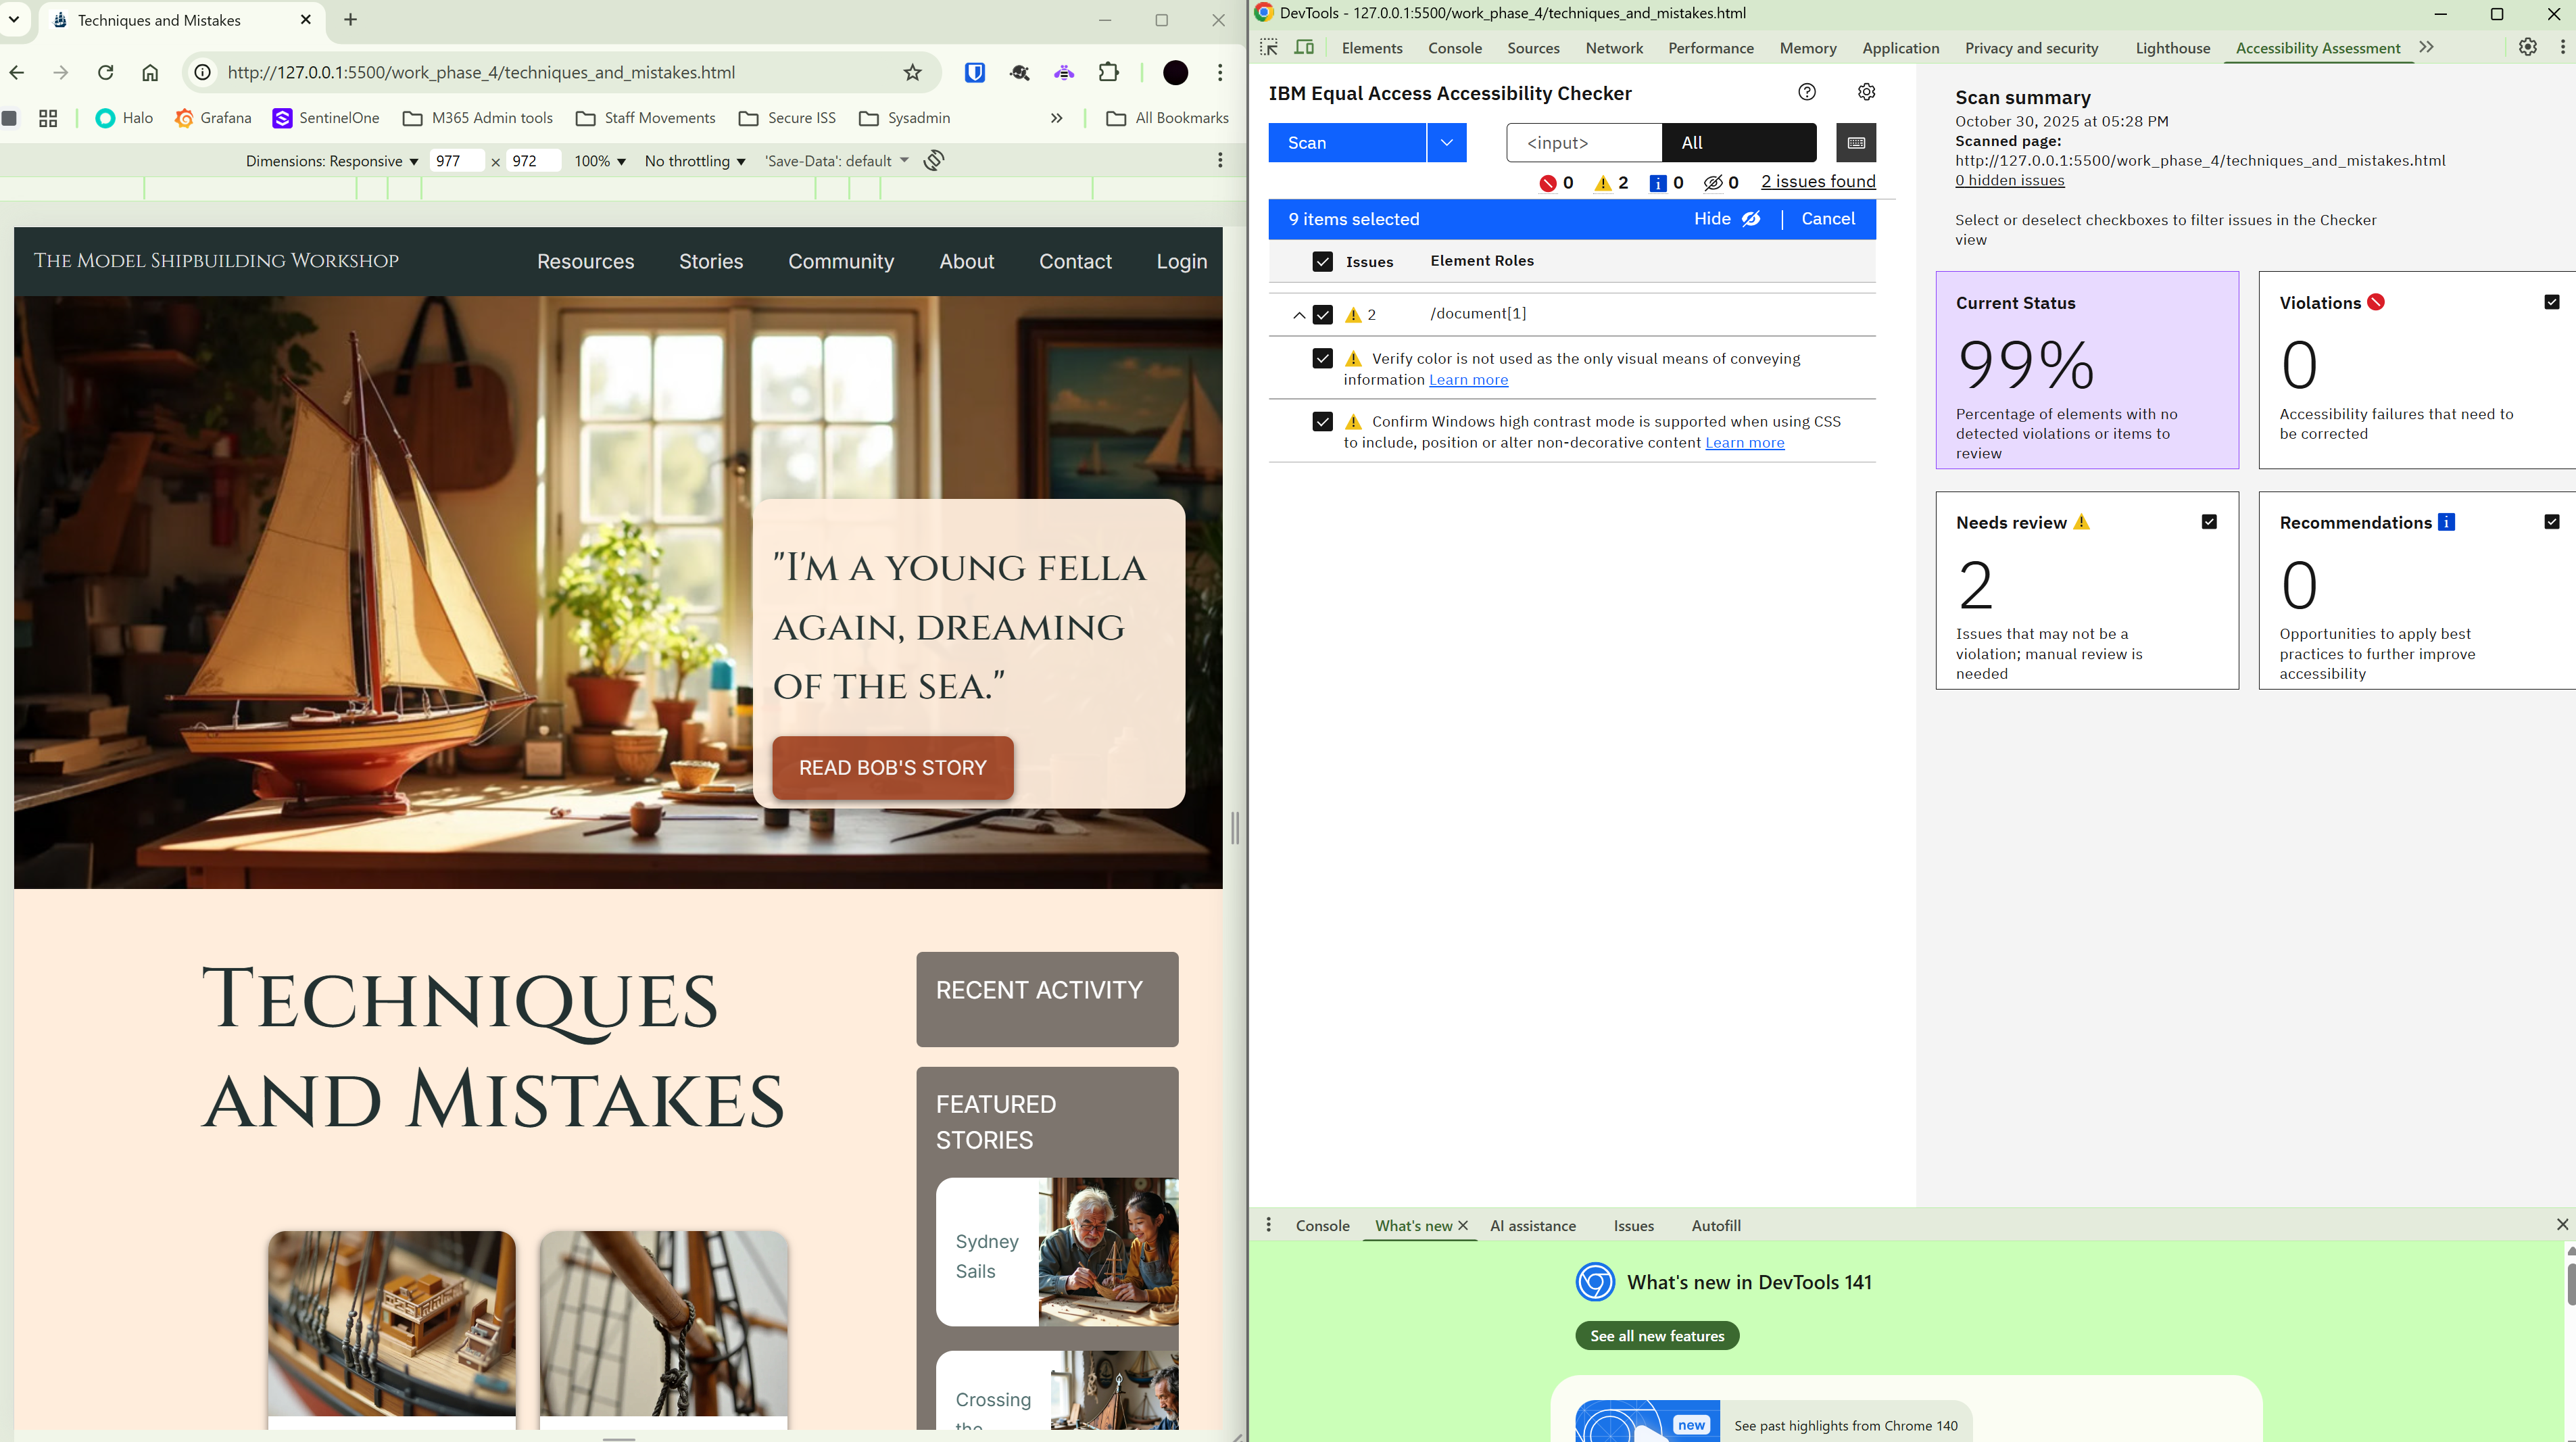 Techniques and Mistakes
http://127.0.0.1:5500/work_phase_4/techniques_and_mistakes.html
Halo
Grafana
SentinelOne
M365 Admin tools
Staff Movements
Secure ISS
Sysadmin
All Bookmarks
Dimensions: Responsive
977
×
972
100%
No throttling
'Save-Data': default
The Model Shipbuilding Workshop
Resources
Stories
Community
About
Contact
Login
"I'm a young fella
again, dreaming
of the sea."
READ BOB'S STORY
Techniques
and Mistakes
RECENT ACTIVITY
FEATURED
STORIES
Sydney
Sails
Crossing
the
DevTools - 127.0.0.1:5500/work_phase_4/techniques_and_mistakes.html
Elements
Console
Sources
Network
Performance
Memory
Application
Privacy and security
Lighthouse
Accessibility Assessment
IBM Equal Access Accessibility Checker
Scan
<input>
All
0
2
0
0
2 issues found
9 items selected
Hide
Cancel
Issues
Element Roles
2
/document[1]
Verify color is not used as the only visual means of conveying
information Learn more
Confirm Windows high contrast mode is supported when using CSS
to include, position or alter non-decorative content Learn more
Scan summary
October 30, 2025 at 05:28 PM
Scanned page:
http://127.0.0.1:5500/work_phase_4/techniques_and_mistakes.html
0 hidden issues
Select or deselect checkboxes to filter issues in the Checker
view
Current Status
99%
Percentage of elements with no
detected violations or items to
review
Violations
0
Accessibility failures that need to
be corrected
Needs review
2
Issues that may not be a
violation; manual review is
needed
Recommendations
0
Opportunities to apply best
practices to further improve
accessibility
Console
What's new
AI assistance
Issues
Autofill
What's new in DevTools 141
See all new features
new
See past highlights from Chrome 140